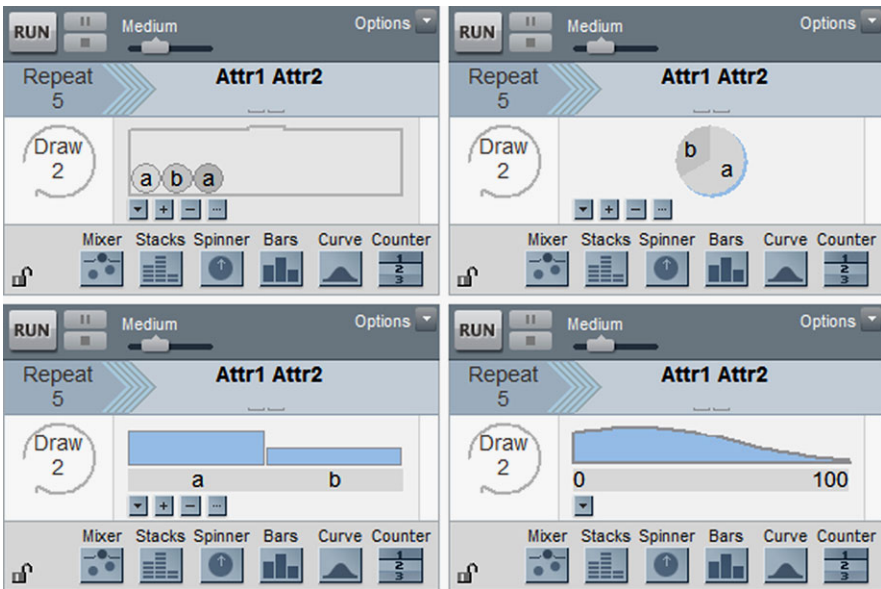 RUN Medium Options
Repeat
5
Attr1 Attr2
Draw
2
a b a
Mixer Stacks Spinner Bars Curve Counter
1
2
3
RUN Medium Options
Repeat
5
Attr1 Attr2
Draw
2
b
a
Mixer Stacks Spinner Bars Curve Counter
1
2
3
RUN Medium Options
Repeat
5
Attr1 Attr2
Draw
2
a b
Mixer Stacks Spinner Bars Curve Counter
1
2
3
RUN Medium Options
Repeat
5
Attr1 Attr2
Draw
2
0 100
Mixer Stacks Spinner Bars Curve Counter
1
2
3